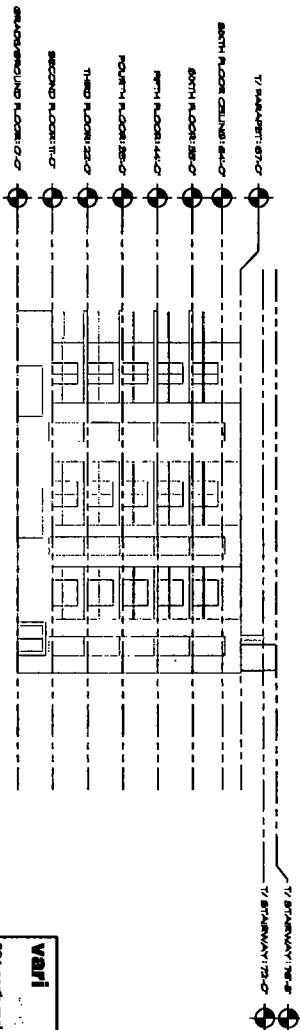 T/ PARAPET: 67'-0"
SIXTH FLOOR CEILING: 64'-0"
SIXTH FLOOR: 55'-0"
FIFTH FLOOR: 44'-0"
FOURTH FLOOR: 33'-0"
THIRD FLOOR: 22'-0"
SECOND FLOOR: 11'-0"
GRADE/GROUND FLOOR: 0'-0"
T/ STAIRWAY:
T/ STAIRWAY: 72'-0"
vari